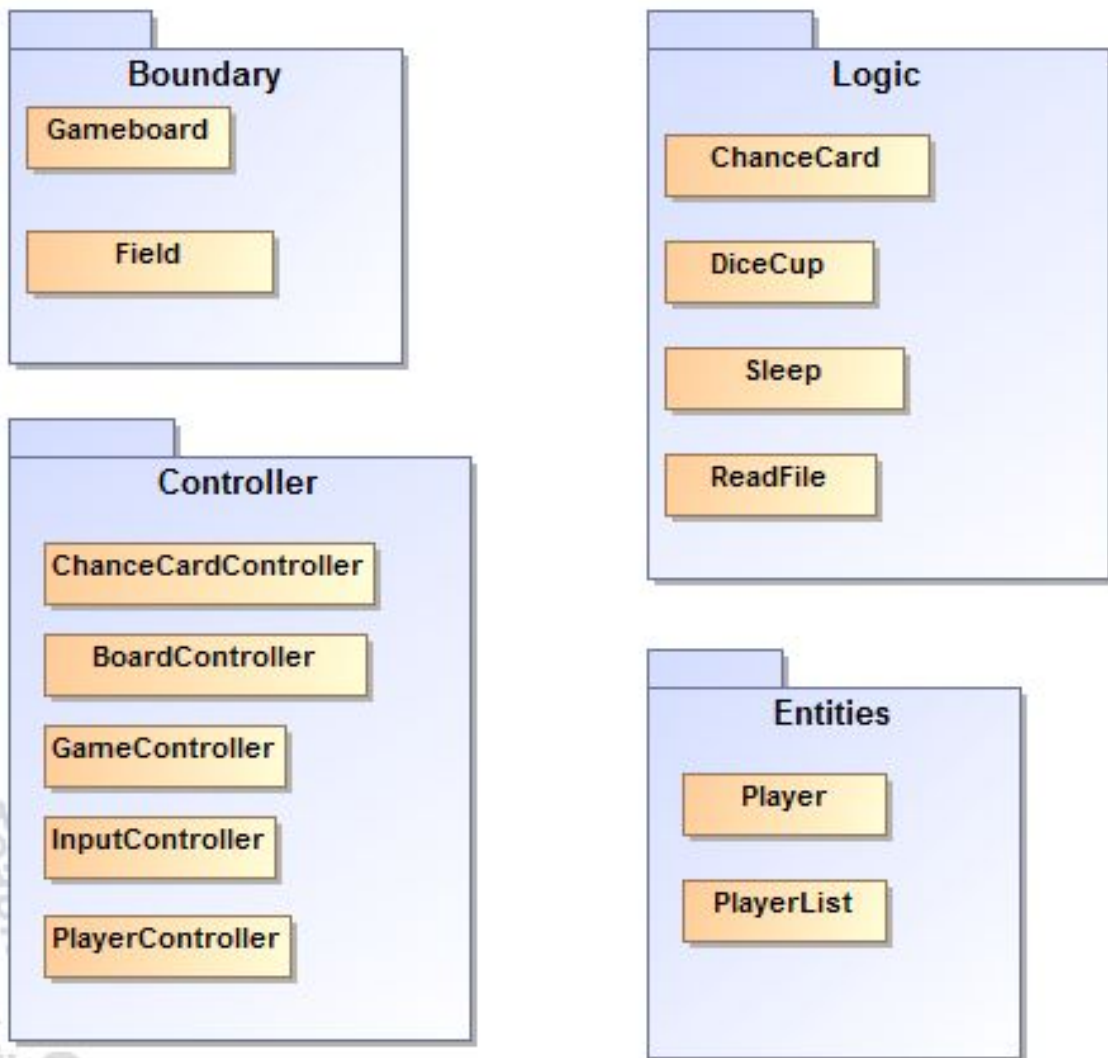 Boundary
Gameboard
Field
Controller
ChanceCardController
BoardController
GameController
InputController
PlayerController
Logic
ChanceCard
DiceCup
Sleep
ReadFile
Entities
Player
PlayerList